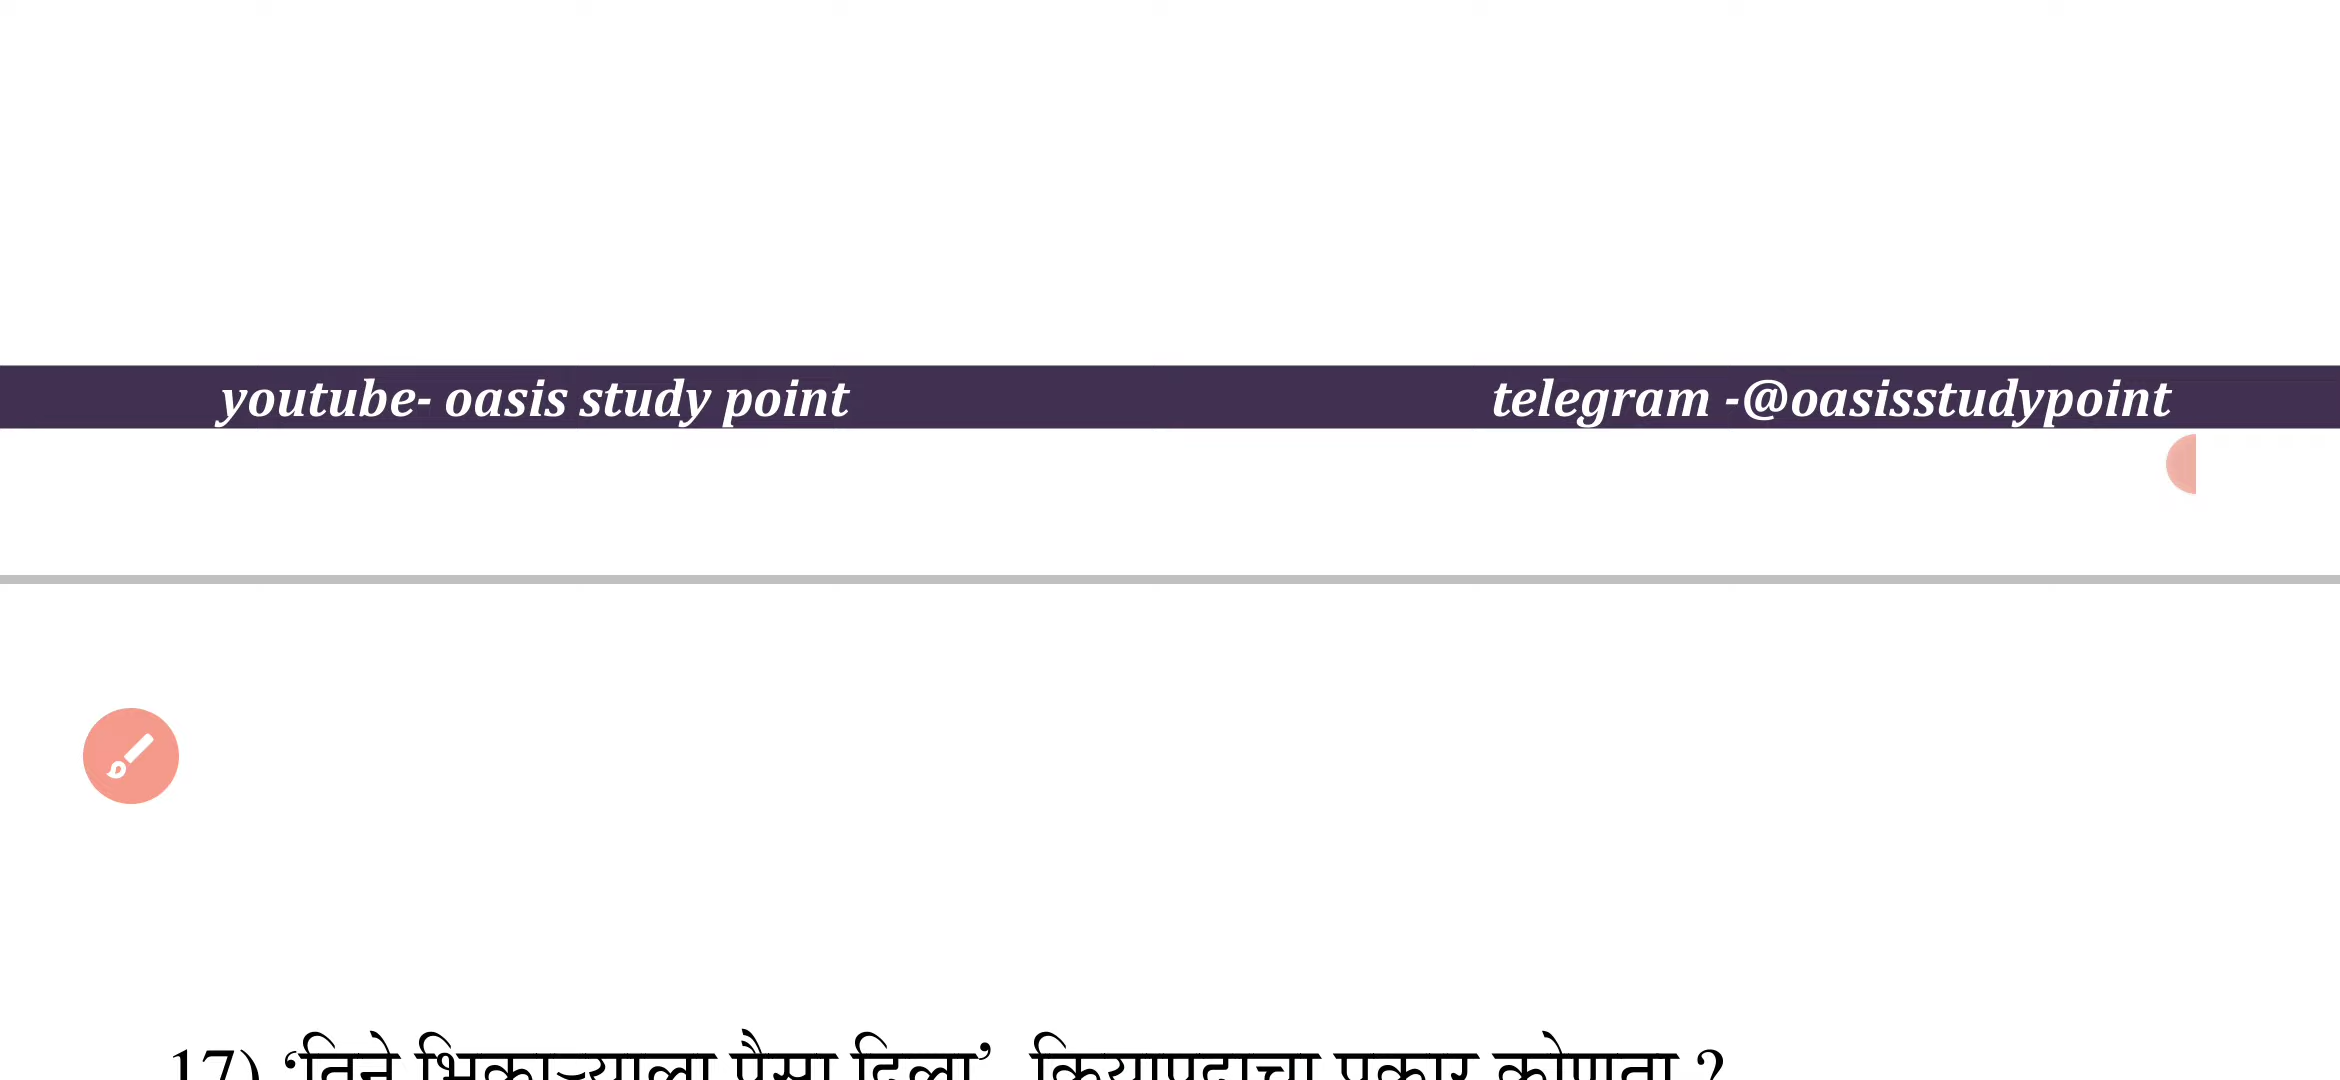 youtube- oasis study point
telegram -@oasisstudypoint
17) ‘तिने भिकाऱ्याला पैसा दिला’ क्रियापदाचा प्रकार कोणता ?